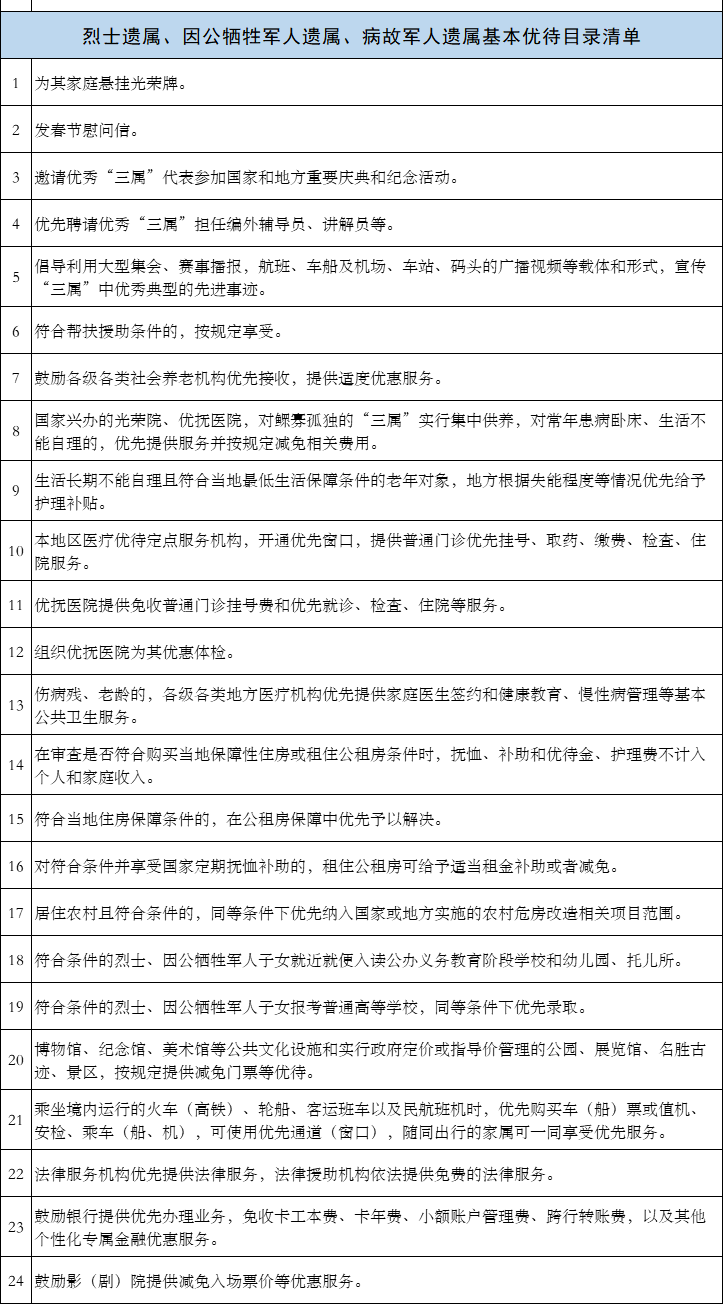 烈士遗属、因公牺牲军人遗属、病故军人遗属基本优待目录清单
1 为其家庭悬挂光荣牌。
2 发春节慰问信。
3 邀请优秀“三属”代表参加国家和地方重要庆典和纪念活动。
4 优先聘请优秀“三属”担任编外辅导员、讲解员等。
5 倡导利用大型集会、赛事播报，航班、车船及机场、车站、码头的广播视频等载体和形式，宣传
“三属”中优秀典型的先进事迹。
6 符合帮扶援助条件的，按规定享受。
7 鼓励各级各类社会养老机构优先接收，提供适度优惠服务。
8 国家兴办的光荣院、优抚医院，对鳏寡孤独的“三属”实行集中供养，对常年患病卧床、生活不
能自理的，优先提供服务并按规定减免相关费用。
9 生活长期不能自理且符合当地最低生活保障条件的老年对象，地方根据失能程度等情况优先给予
护理补贴。
10 本地区医疗优待定点服务机构，开通优先窗口，提供普通门诊优先挂号、取药、缴费、检查、住
院服务。
11 优抚医院提供免收普通门诊挂号费和优先就诊、检查、住院等服务。
12 组织优抚医院为其优惠体检。
13 伤病残、老龄的，各级各类地方医疗机构优先提供家庭医生签约和健康教育、慢性病管理等基本
公共卫生服务。
14 在审查是否符合购买当地保障性住房或租住公租房条件时，抚恤、补助和优待金、护理费不计入
个人和家庭收入。
15 符合当地住房保障条件的，在公租房保障中优先予以解决。
16 对符合条件并享受国家定期抚恤补助的，租住公租房可给予适当租金补助或者减免。
17 居住农村且符合条件的，同等条件下优先纳入国家或地方实施的农村危房改造相关项目范围。
18 符合条件的烈士、因公牺牲军人子女就近就便入读公办义务教育阶段学校和幼儿园、托儿所。
19 符合条件的烈士、因公牺牲军人子女报考普通高等学校，同等条件下优先录取。
20 博物馆、纪念馆、美术馆等公共文化设施和实行政府定价或指导价管理的公园、展览馆、名胜古
迹、景区，按规定提供减免门票等优待。
21 乘坐境内运行的火车（高铁）、轮船、客运班车以及民航班机时，优先购买车（船）票或值机、
安检、乘车（船、机），可使用优先通道（窗口），随同出行的家属可一同享受优先服务。
22 法律服务机构优先提供法律服务，法律援助机构依法提供免费的法律服务。
23 鼓励银行提供优先办理业务，免收卡工本费、卡年费、小额账户管理费、跨行转账费，以及其他
个性化专属金融优惠服务。
24 鼓励影（剧）院提供减免入场票价等优惠服务。